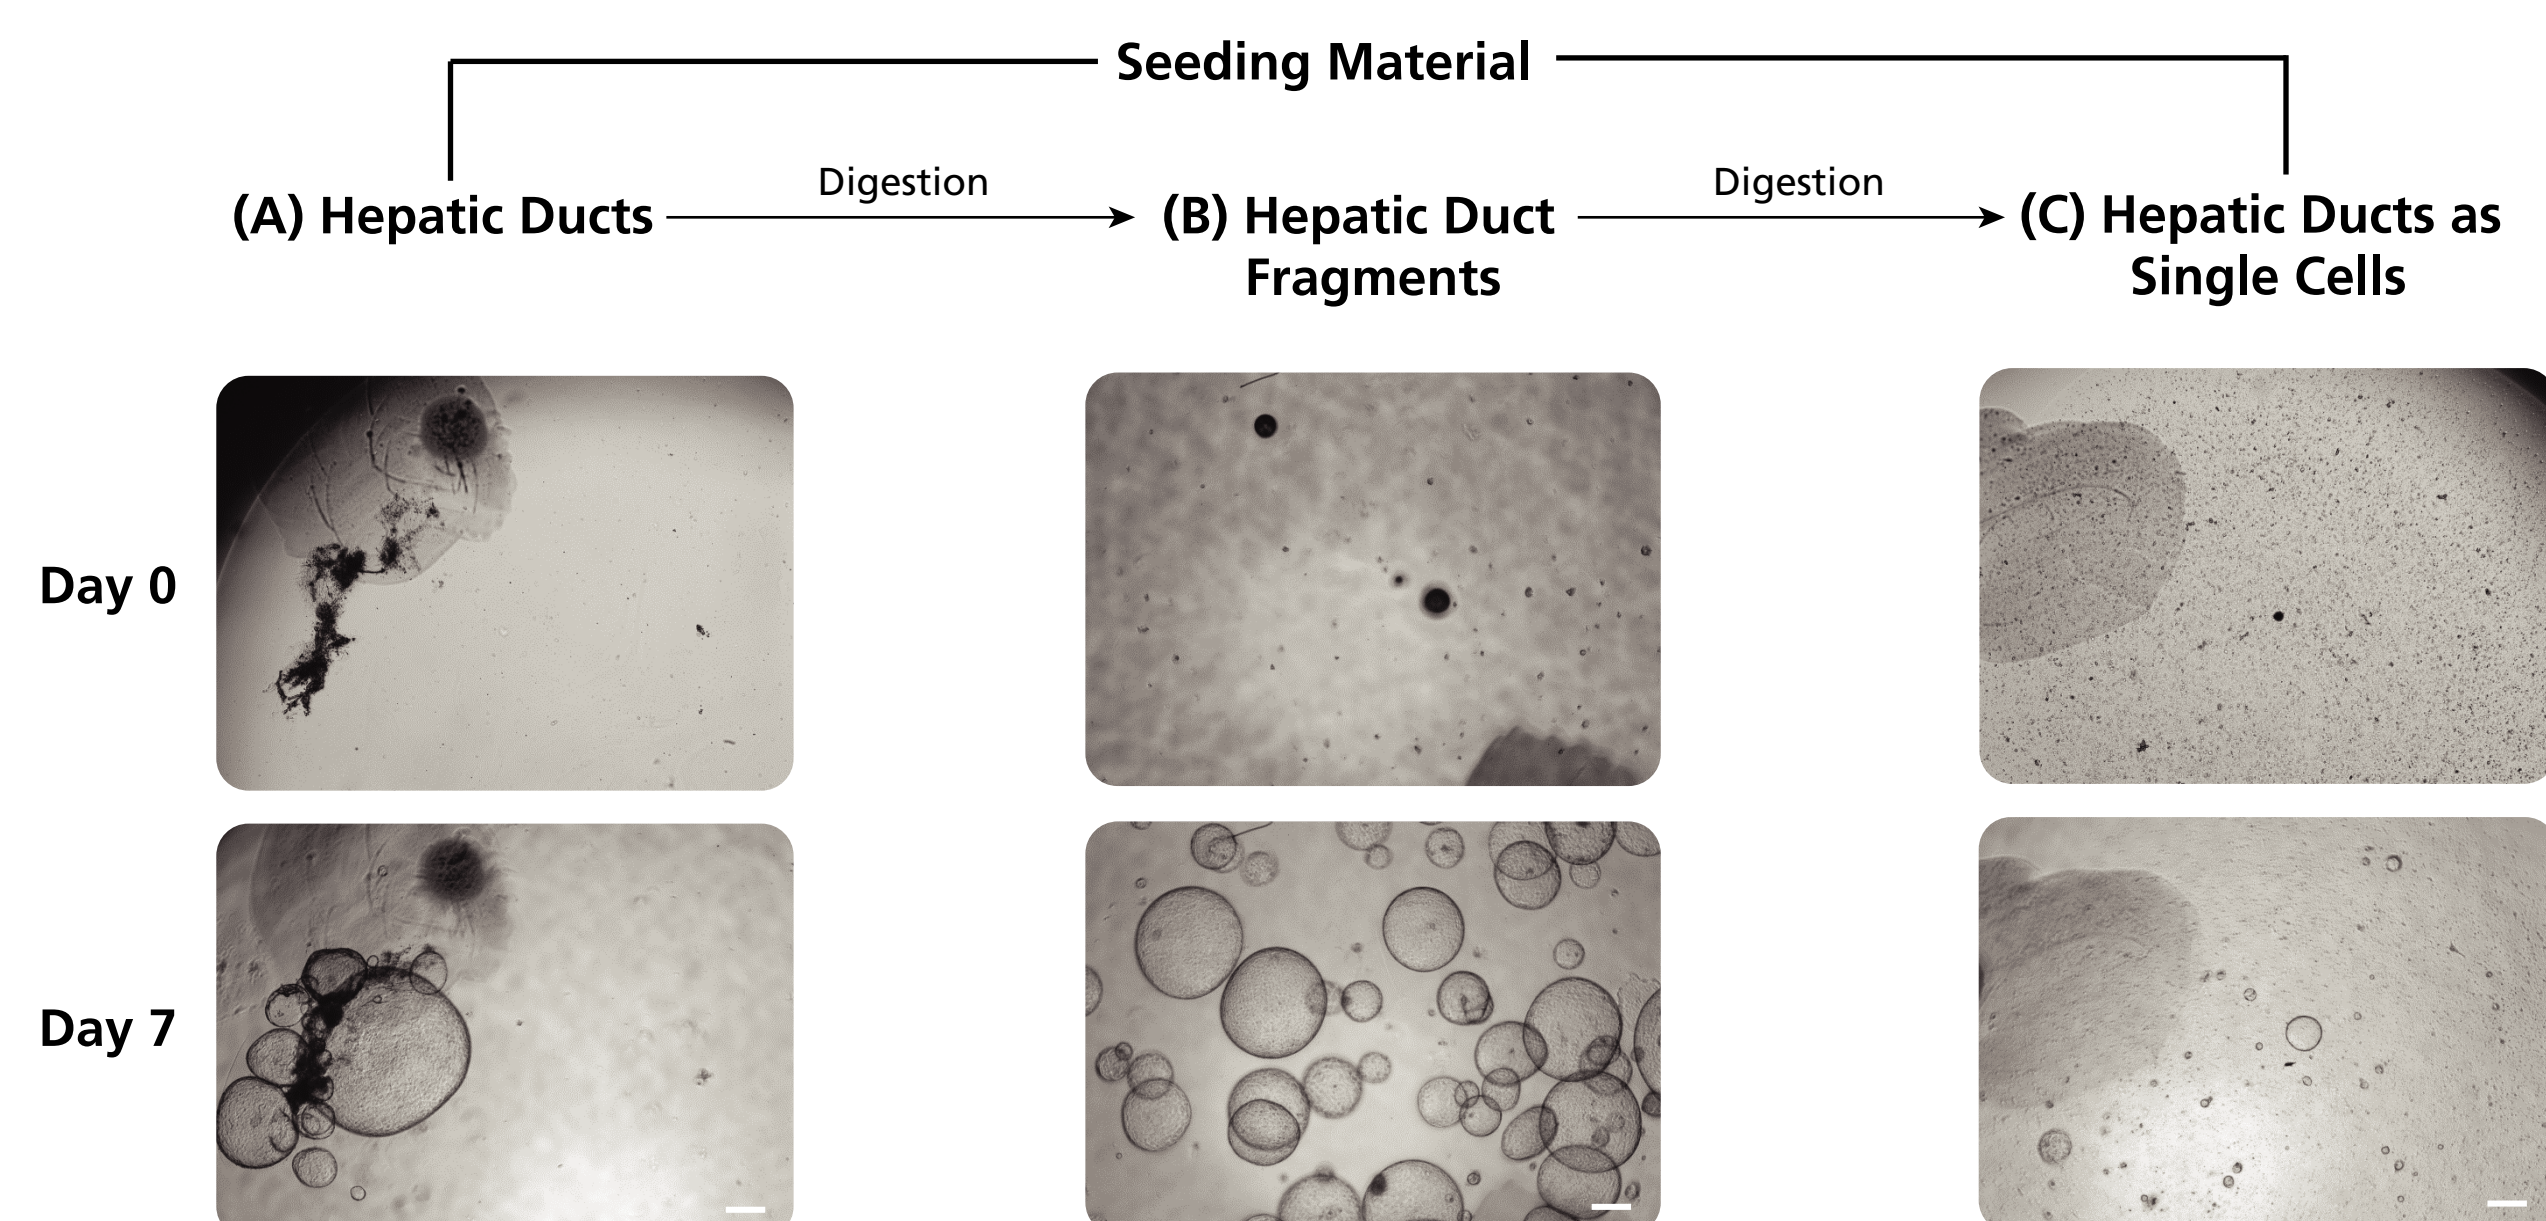 Seeding Material
(A) Hepatic Ducts
Digestion
(B) Hepatic Duct
Fragments
Digestion
(C) Hepatic Ducts as
Single Cells
Day 0
Day 7